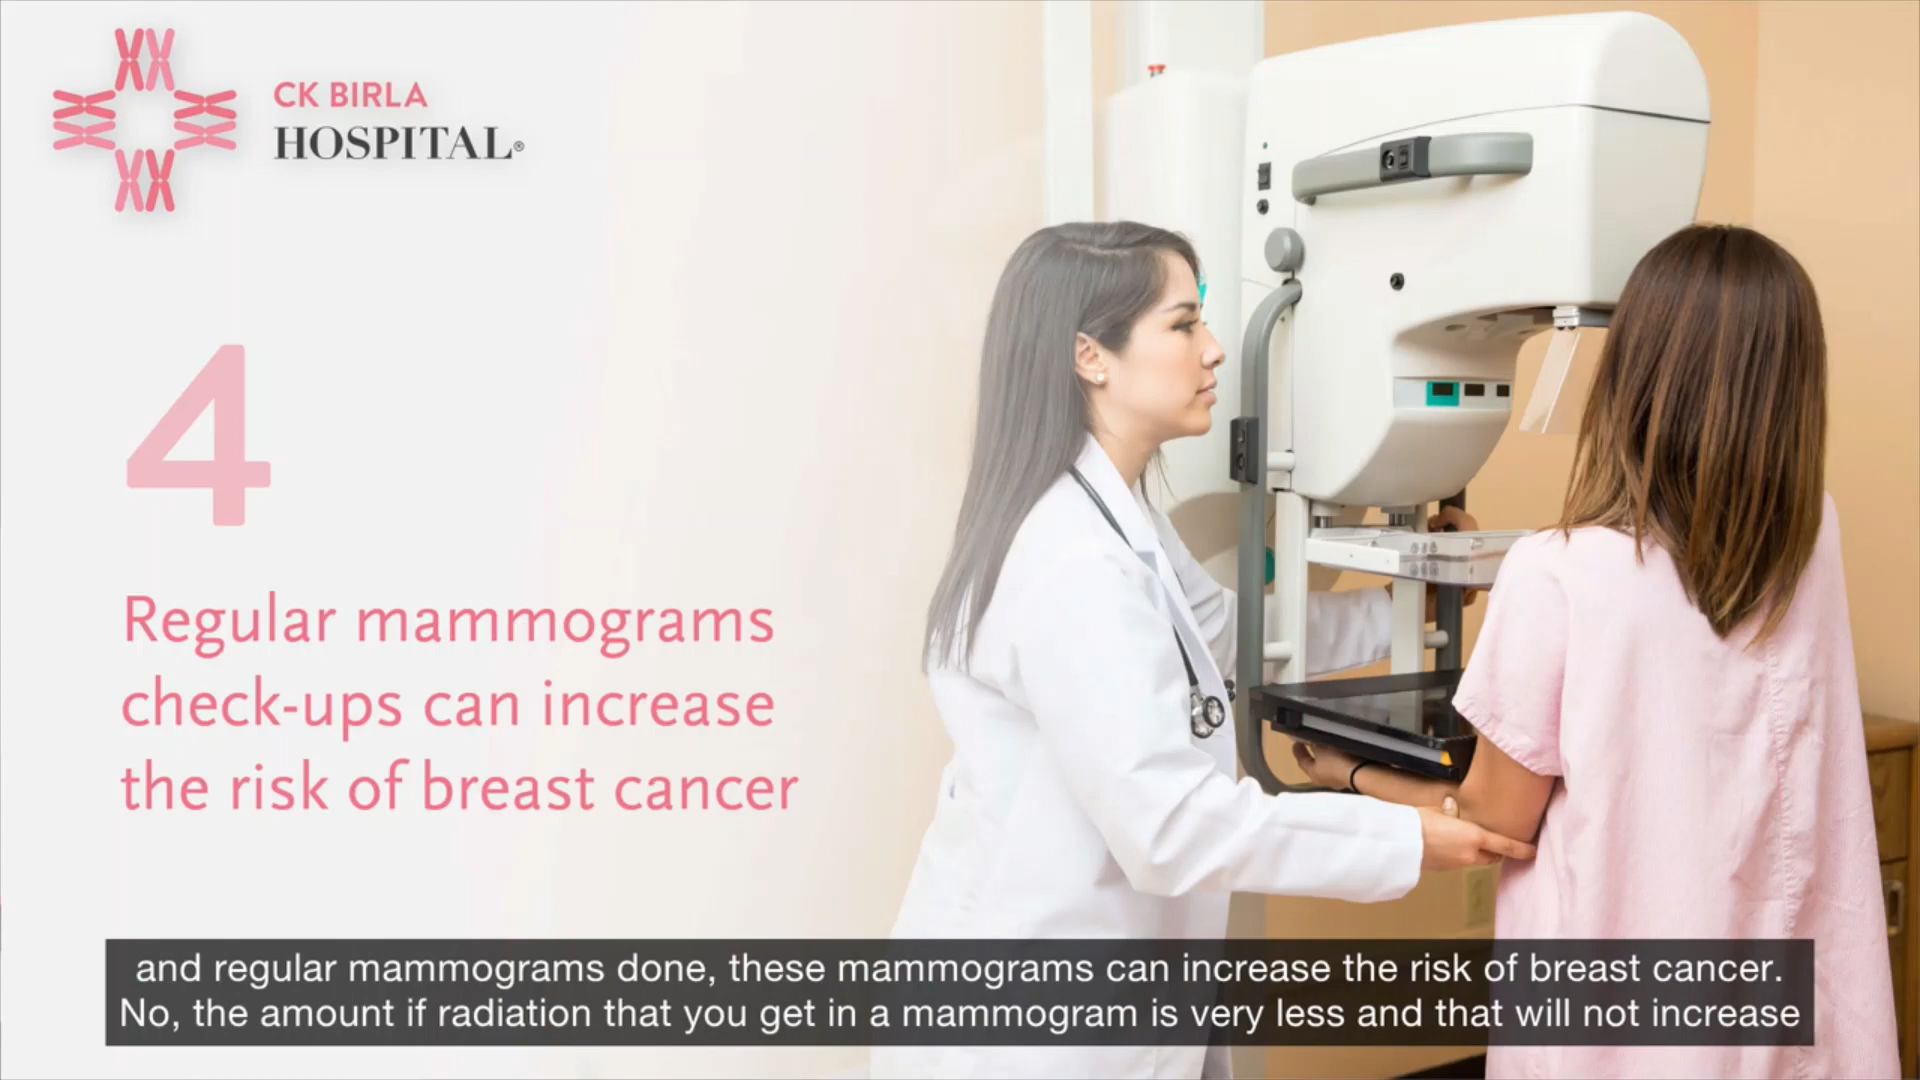 CK BIRLA
HOSPITAL®
4
Regular mammograms
check-ups can increase
the risk of breast cancer
and regular mammograms done, these mammograms can increase the risk of breast cancer.
No, the amount if radiation that you get in a mammogram is very less and that will not increase